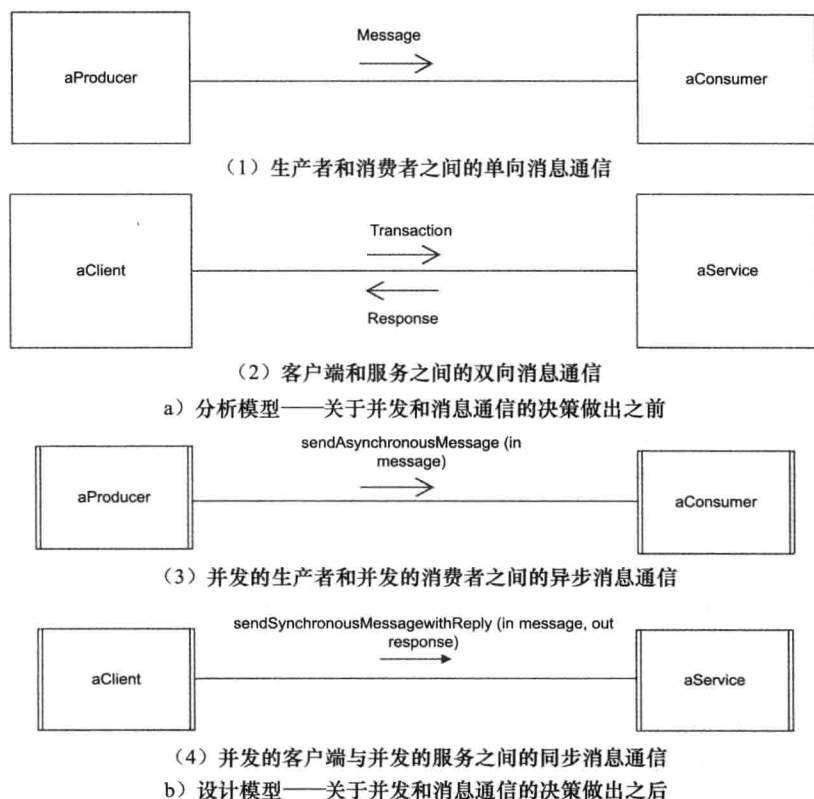 Message
aProducer
aConsumer
（1）生产者和消费者之间的单向消息通信
Transaction
aClient
aService
Response
（2）客户端和服务之间的双向消息通信
a）分析模型——关于并发和消息通信的决策做出之前
sendAsynchronousMessage (in
message)
aProducer
aConsumer
（3）并发的生产者和并发的消费者之间的异步消息通信
sendSynchronousMessagewithReply (in message, out
response)
aClient
aService
（4）并发的客户端与并发的服务之间的同步消息通信
b）设计模型——关于并发和消息通信的决策做出之后